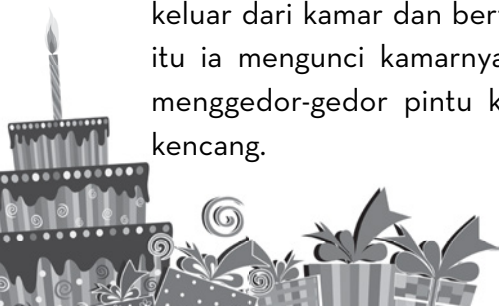 keluar dari kamar dan
itu ia mengunci kamarnya
menggedor-gedor pintu
kencang.